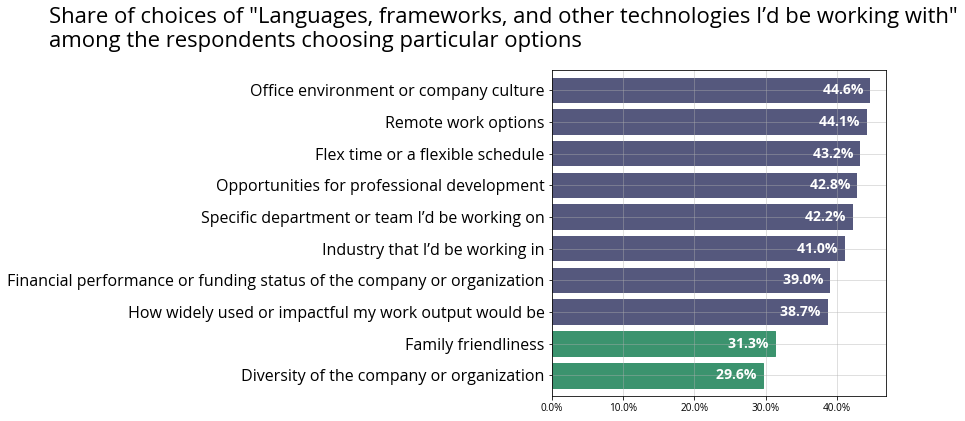 Share of choices of "Languages, frameworks, and other technologies I’d be working with"
among the respondents choosing particular options
Office environment or company culture 44.6%
Remote work options 44.1%
Flex time or a flexible schedule 43.2%
Opportunities for professional development 42.8%
Specific department or team I’d be working on 42.2%
Industry that I’d be working in 41.0%
Financial performance or funding status of the company or organization 39.0%
How widely used or impactful my work output would be 38.7%
Family friendliness 31.3%
Diversity of the company or organization 29.6%
0.0% 10.0% 20.0% 30.0% 40.0%